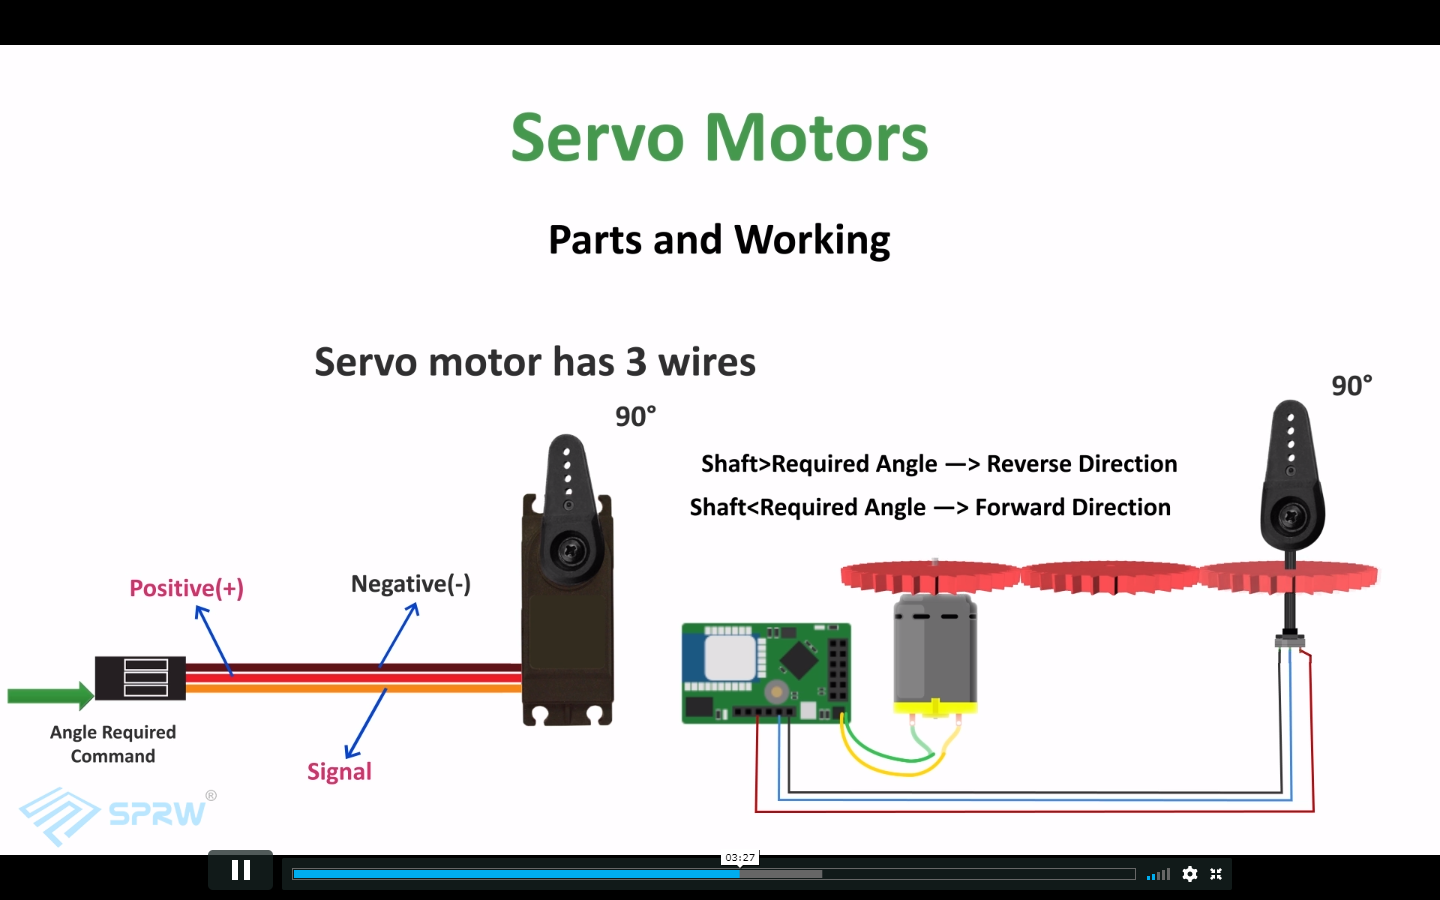 Servo Motors
Parts and Working
Servo motor has 3 wires
90°
90°
Shaft>Required Angle —> Reverse Direction
Shaft<Required Angle —> Forward Direction
Positive(+)
Negative(-)
Angle Required
Command
Signal
SPRW®
03:27